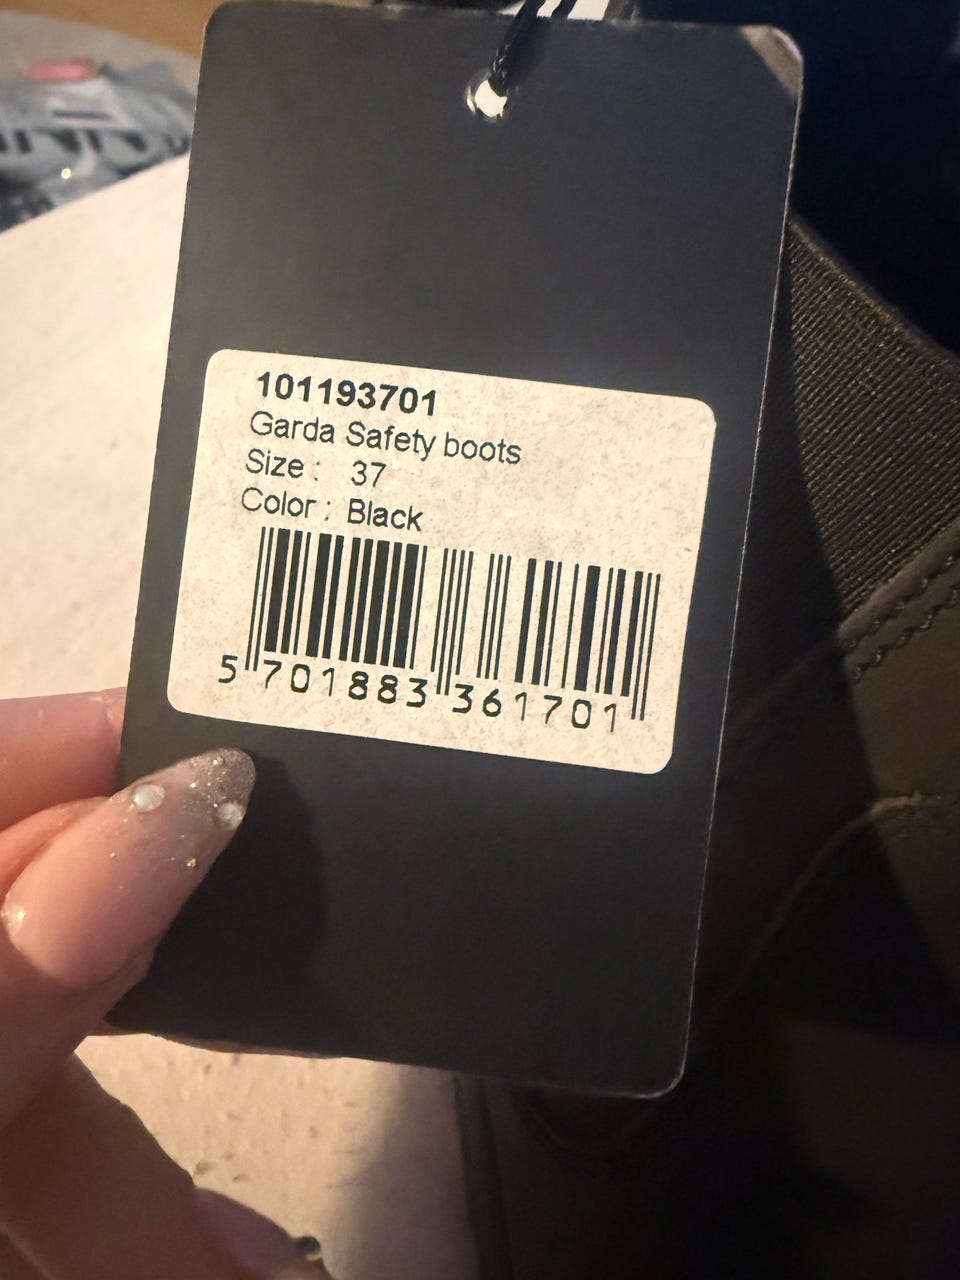 101193701
Garda Safety boots
Size : 37
Color : Black
5 701883 361701